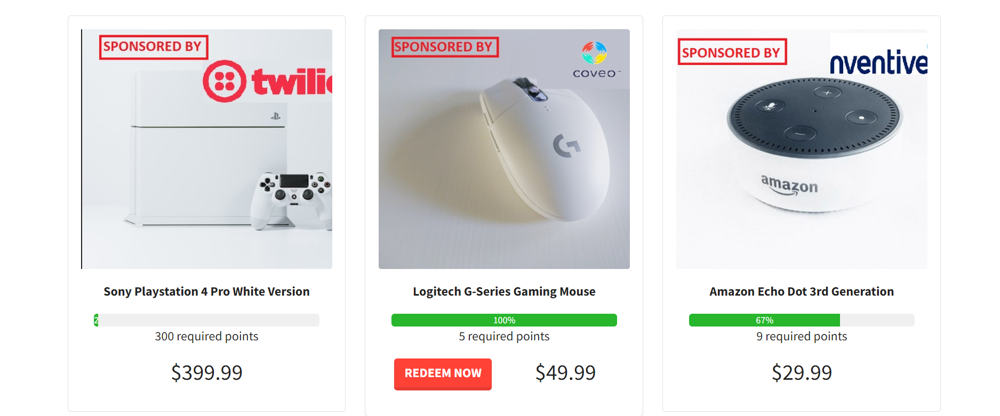 SPONSORED BY
twilio
Sony Playstation 4 Pro White Version
2
300 required points
$399.99
SPONSORED BY
coveo
G
Logitech G-Series Gaming Mouse
100%
5 required points
REDEEM NOW
$49.99
SPONSORED BY
nventive
amazon
Amazon Echo Dot 3rd Generation
67%
9 required points
$29.99